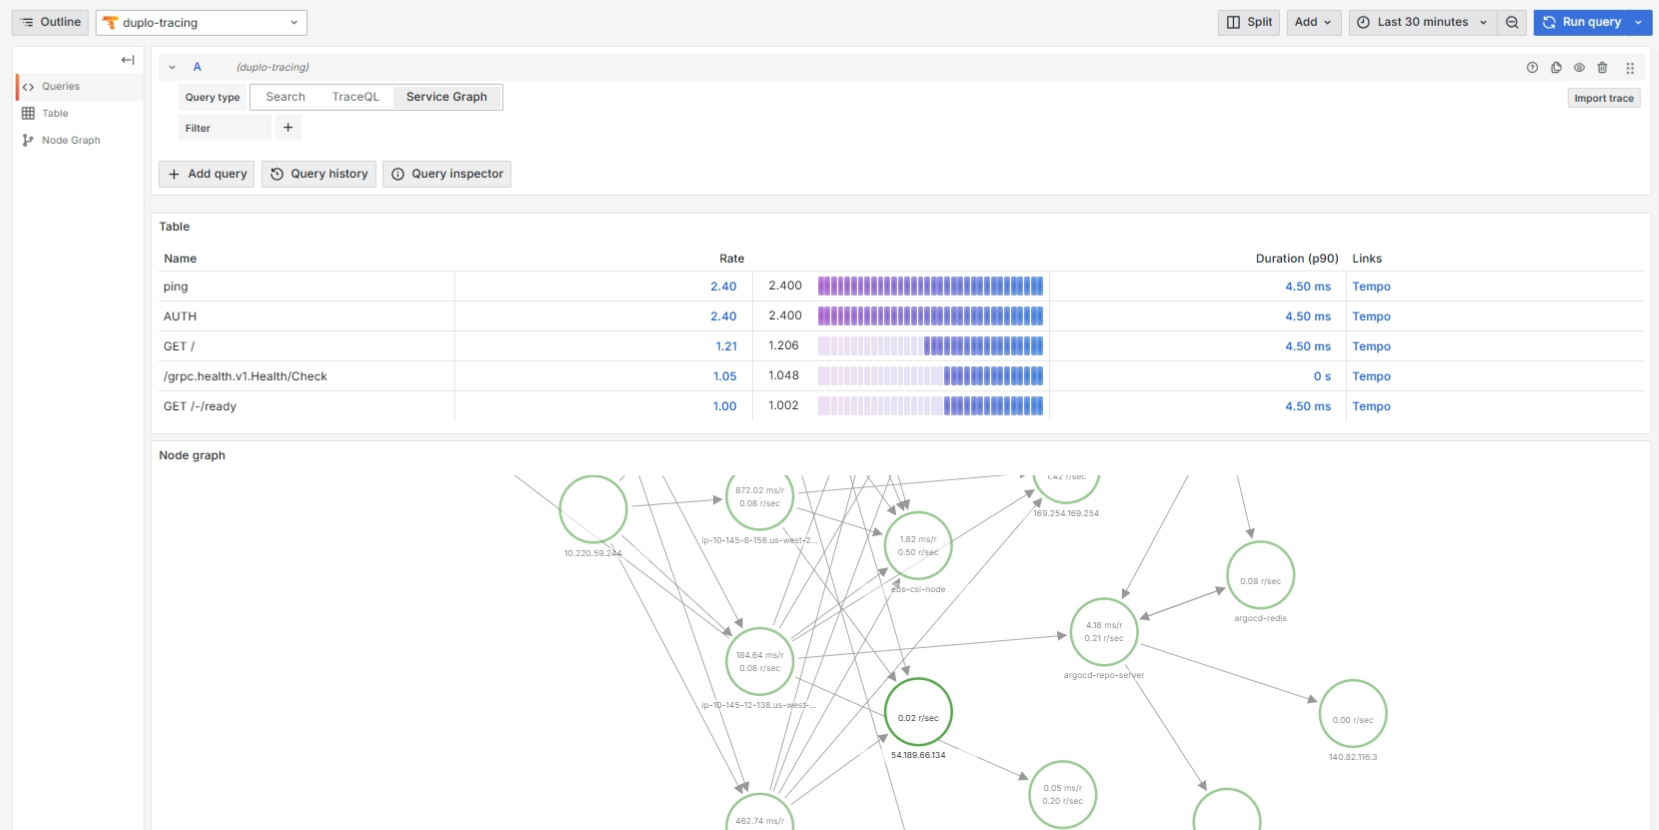 Outline
duplo-tracing
Split
Add
Last 30 minutes
Run query
Queries
Table
Node Graph
A (duplo-tracing)
Query type Search TraceQL Service Graph
Import trace
Filter +
+ Add query Query history Query inspector
Table
Name Rate Duration (p90) Links
ping 2.40 2.400 4.50 ms Tempo
AUTH 2.40 2.400 4.50 ms Tempo
GET / 1.21 1.206 4.50 ms Tempo
/grpc.health.v1.Health/Check 1.05 1.048 0 s Tempo
GET /-/ready 1.00 1.002 4.50 ms Tempo
Node graph
10.220.59.244
872.02 ms/r
0.08 r/sec
ip-10-145-8-156.us-west-2...
1.42 r/sec
169.254.169.254
1.82 ms/r
0.50 r/sec
ebs-csi-node
0.08 r/sec
argocd-redis
4.18 ms/r
0.21 r/sec
argocd-repo-server
184.64 ms/r
0.08 r/sec
ip-10-145-12-138.us-west-...
0.02 r/sec
54.189.66.134
0.00 r/sec
140.82.116.3
0.05 ms/r
0.20 r/sec
462.74 ms/r